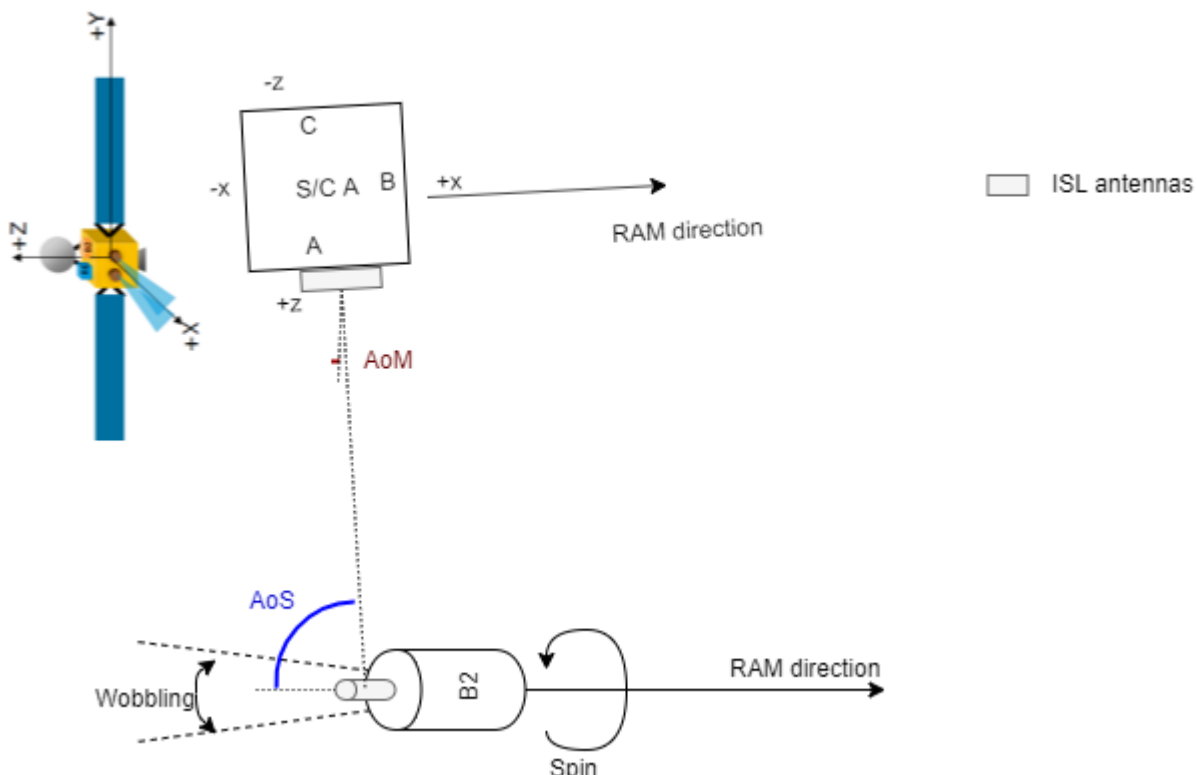 +Y
-z
C
-x
S/C A
B
+x
ISL antennas
RAM direction
+Z
A
+z
+X
AoM
AoS
RAM direction
Wobbling
B2
Spin